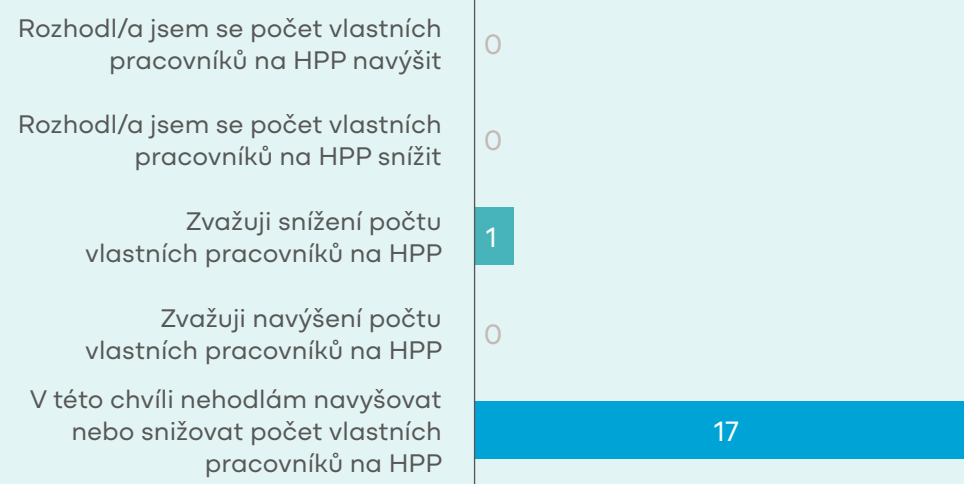 Rozhodl/a jsem se počet vlastních
pracovníků na HPP navýšit
0
Rozhodl/a jsem se počet vlastních
pracovníků na HPP snížit
0
Zvažuji snížení počtu
vlastních pracovníků na HPP
1
Zvažuji navýšení počtu
vlastních pracovníků na HPP
0
V této chvíli nehodlám navyšovat
nebo snižovat počet vlastních
pracovníků na HPP
17